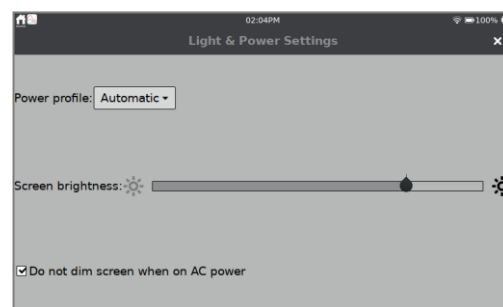 02:04PM 100%
Light & Power Settings
Power profile: Automatic
Screen brightness:
Do not dim screen when on AC power